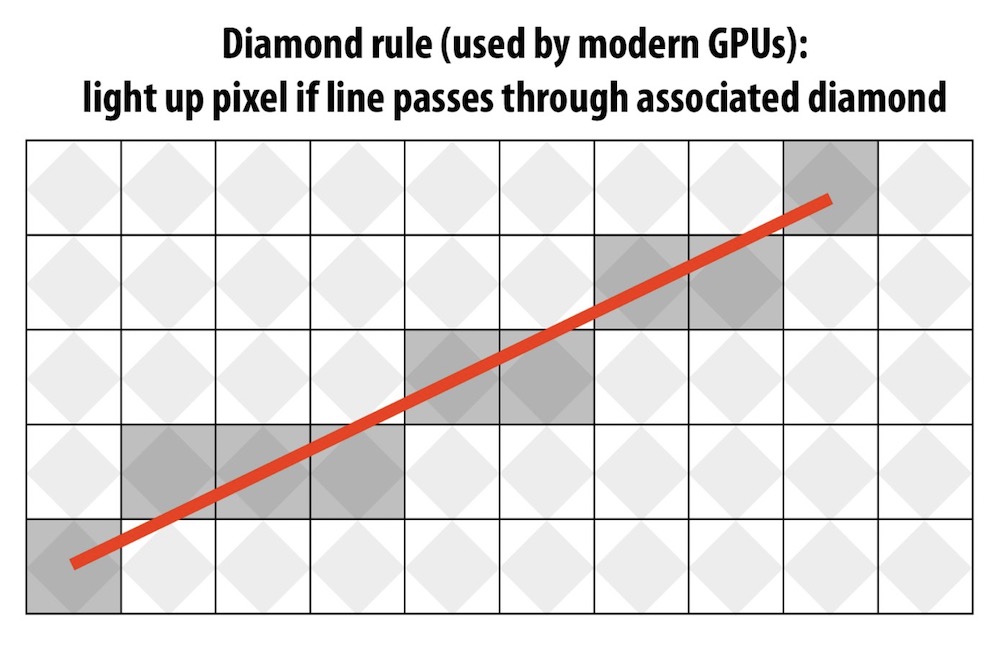 Diamond rule (used by modern GPUs):
light up pixel if line passes through associated diamond